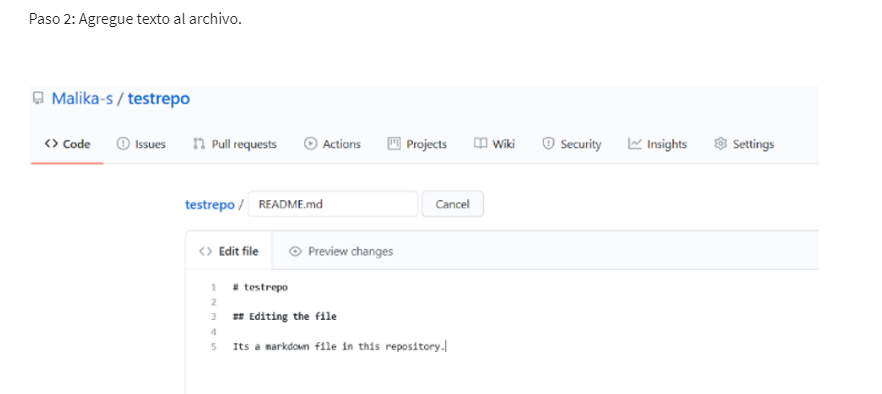 Paso 2: Agregue texto al archivo.
Malika-s / testrepo
<> Code Issues Pull requests Actions Projects Wiki Security Insights Settings
testrepo / README.md Cancel
<> Edit file Preview changes
1 # testrepo
2
3 ## Editing the file
4
5 Its a markdown file in this repository.